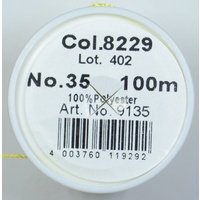 Col.8229
Lot. 402
No.35 100m
100%Polyester
Art. No. 9135
4 003760 119292